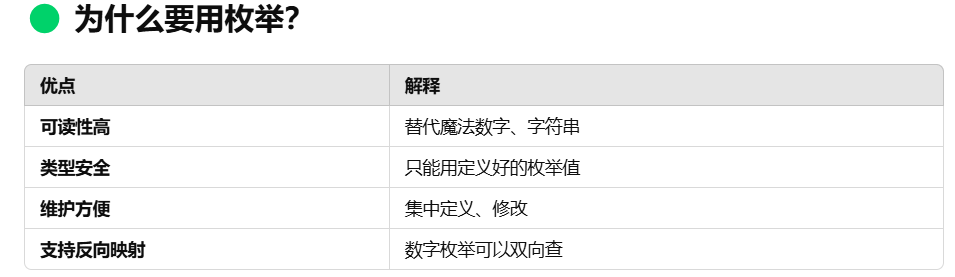 为什么要用枚举？
优点 解释
可读性高 替代魔法数字、字符串
类型安全 只能用定义好的枚举值
维护方便 集中定义、修改
支持反向映射 数字枚举可以双向查